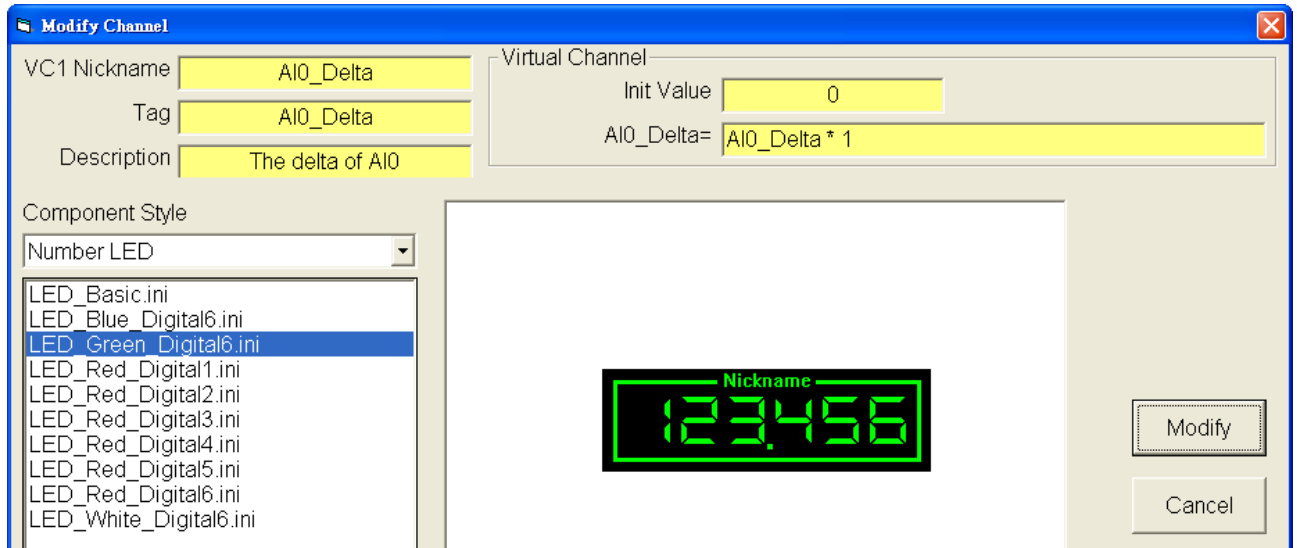 Modify Channel
VC1 Nickname AI0_Delta
Tag AI0_Delta
Description The delta of AI0
Virtual Channel
Init Value 0
AI0_Delta= AI0_Delta * 1
Component Style
Number LED
LED_Basic.ini
LED_Blue_Digital6.ini
LED_Green_Digital6.ini
LED_Red_Digital1.ini
LED_Red_Digital2.ini
LED_Red_Digital3.ini
LED_Red_Digital4.ini
LED_Red_Digital5.ini
LED_Red_Digital6.ini
LED_White_Digital6.ini
Nickname
123.456
Modify
Cancel